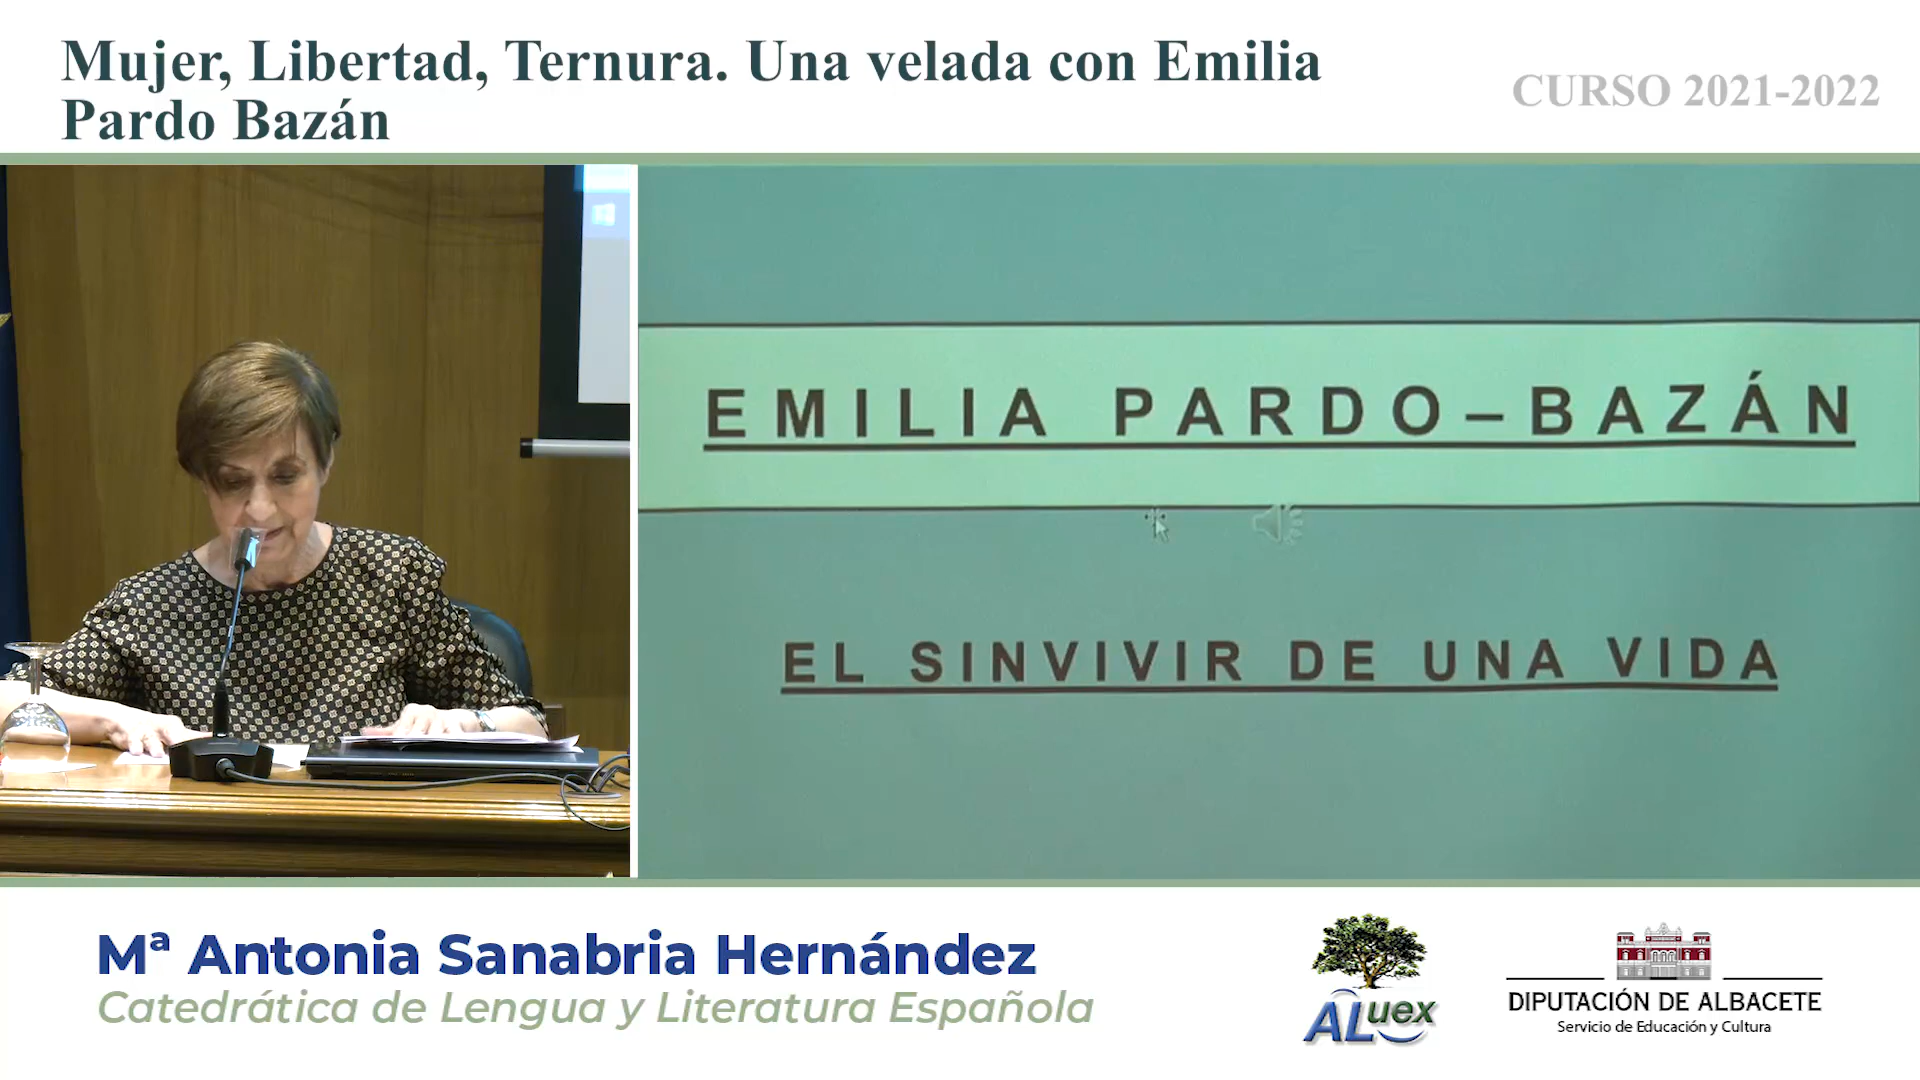 Mujer, Libertad, Ternura. Una velada con Emilia
Pardo Bazán
CURSO 2021-2022
EMILIA PARDO–BAZÁN
EL SINVIVIR DE UNA VIDA
Mª Antonia Sanabria Hernández
Catedrática de Lengua y Literatura Española
ALuex
DIPUTACIÓN DE ALBACETE
Servicio de Educación y Cultura